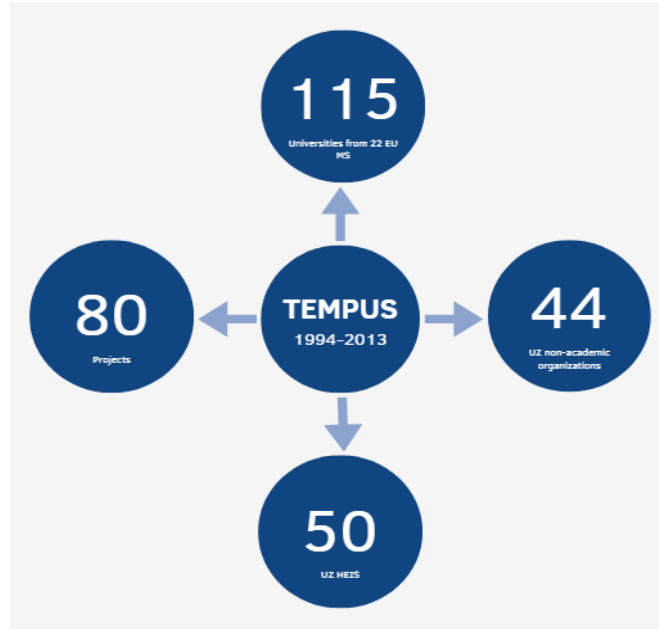 115
Universities from 22 EU
MS
80
Projects
TEMPUS
1994-2013
44
UZ non-academic
organizations
50
UZ HEIS